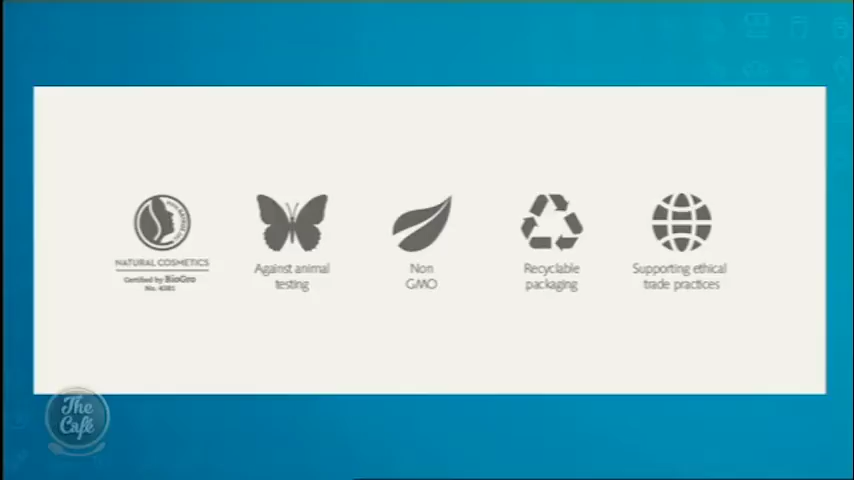 NATURAL COSMETICS
Certified by BioGro
Against animal
testing
Non
GMO
Recyclable
packaging
Supporting ethical
trade practices
The
Café